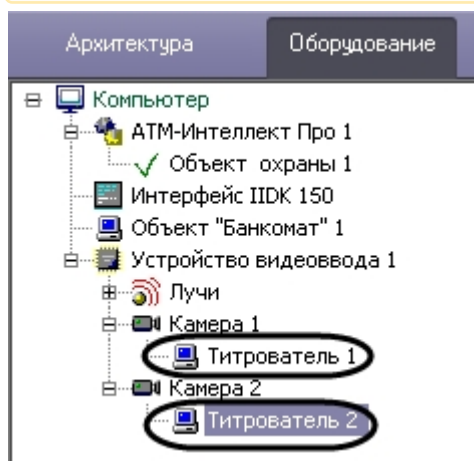 Архитектура Оборудование
Компьютер
АТМ-Интеллект Про 1
Объект охраны 1
Интерфейс IIDK 150
Объект "Банкомат" 1
Устройство видеоввода 1
Лучи
Камера 1
Титрователь 1
Камера 2
Титрователь 2